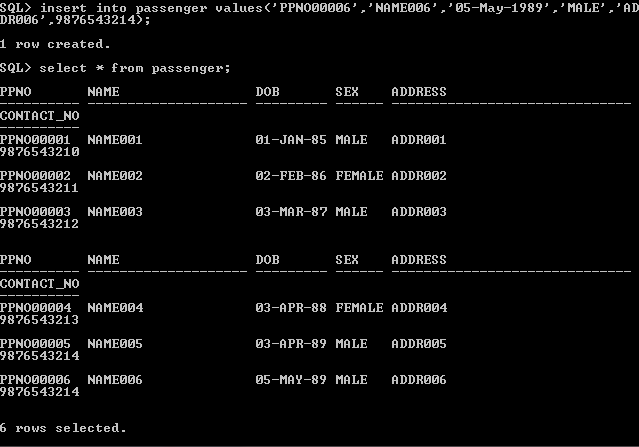 SQL> insert into passenger values('PPNO00006','NAME006','05-May-1989','MALE','AD
DR006',9876543214);
1 row created.
SQL> select * from passenger;
PPNO NAME DOB SEX ADDRESS
---------- -------------------- --------- ------ ------------------------------
CONTACT_NO
----------
PPNO00001 NAME001 01-JAN-85 MALE ADDR001
9876543210
PPNO00002 NAME002 02-FEB-86 FEMALE ADDR002
9876543211
PPNO00003 NAME003 03-MAR-87 MALE ADDR003
9876543212
PPNO NAME DOB SEX ADDRESS
---------- -------------------- --------- ------ ------------------------------
CONTACT_NO
----------
PPNO00004 NAME004 03-APR-88 FEMALE ADDR004
9876543213
PPNO00005 NAME005 03-APR-89 MALE ADDR005
9876543214
PPNO00006 NAME006 05-MAY-89 MALE ADDR006
9876543214
6 rows selected.